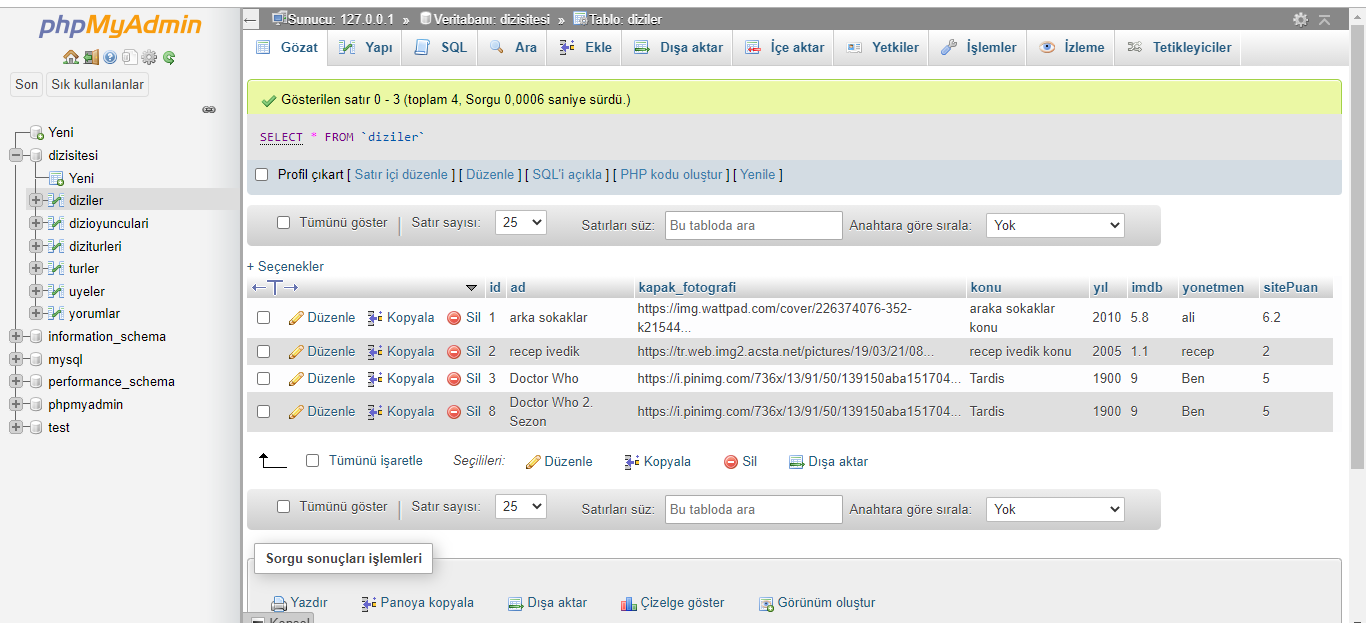 phpMyAdmin
Son Sık kullanılanlar
Yeni
dizisitesi
Yeni
diziler
dizioyunculari
diziturleri
turler
uyeler
yorumlar
information_schema
mysql
performance_schema
phpmyadmin
test
Sunucu: 127.0.0.1 » Veritabanı: dizisitesi » Tablo: diziler
Gözat Yapı SQL Ara Ekle Dışa aktar İçe aktar Yetkiler İşlemler İzleme Tetikleyiciler
Gösterilen satır 0 - 3 (toplam 4, Sorgu 0,0006 saniye sürdü.)
SELECT * FROM `diziler`
Profil çıkart [ Satır içi düzenle ] [ Düzenle ] [ SQL'i açıkla ] [ PHP kodu oluştur ] [ Yenile ]
Tümünü göster | Satır sayısı: 25 Satırları süz: Bu tabloda ara Anahtara göre sırala: Yok
+ Seçenekler
←T→ id ad kapak_fotografi konu yıl imdb yonetmen sitePuan
Düzenle Kopyala Sil 1 arka sokaklar https://img.wattpad.com/cover/226374076-352-k21544... araka sokaklar konu 2010 5.8 ali 6.2
Düzenle Kopyala Sil 2 recep ivedik https://tr.web.img2.acsta.net/pictures/19/03/21/08... recep ivedik konu 2005 1.1 recep 2
Düzenle Kopyala Sil 3 Doctor Who https://i.pinimg.com/736x/13/91/50/139150aba151704... Tardis 1900 9 Ben 5
Düzenle Kopyala Sil 8 Doctor Who 2. Sezon https://i.pinimg.com/736x/13/91/50/139150aba151704... Tardis 1900 9 Ben 5
Tümünü işaretle Seçilileri: Düzenle Kopyala Sil Dışa aktar
Tümünü göster | Satır sayısı: 25 Satırları süz: Bu tabloda ara Anahtara göre sırala: Yok
Sorgu sonuçları işlemleri
Yazdır Panoya kopyala Dışa aktar Çizelge göster Görünüm oluştur
Konsol